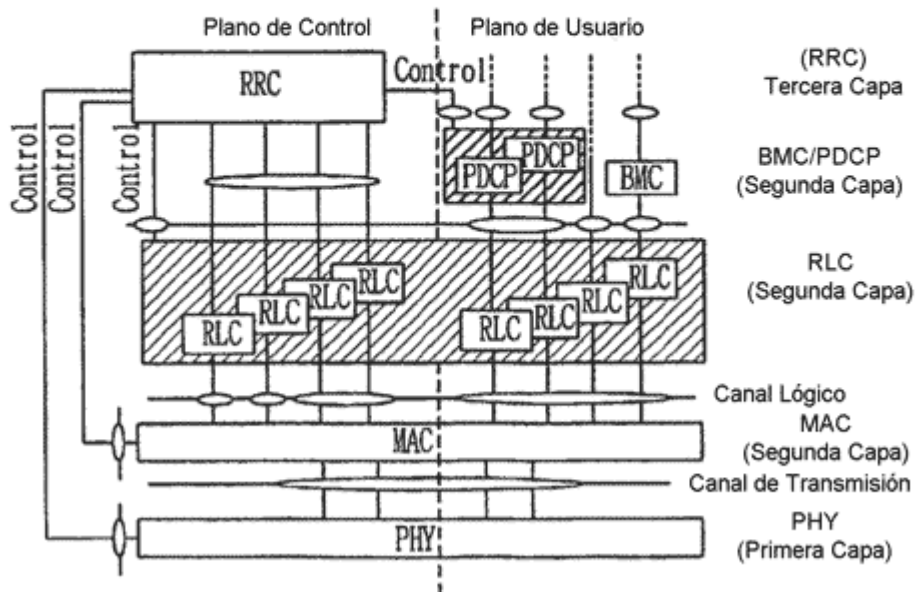 Plano de Control
Plano de Usuario
(RRC)
Tercera Capa
RRC
Control
Control
Control
Control
PDCP
PDCP
BMC
BMC/PDCP
(Segunda Capa)
RLC
RLC
RLC
RLC
RLC
RLC
RLC
RLC
RLC
(Segunda Capa)
Canal Lógico
MAC
MAC
(Segunda Capa)
Canal de Transmisión
PHY
PHY
(Primera Capa)